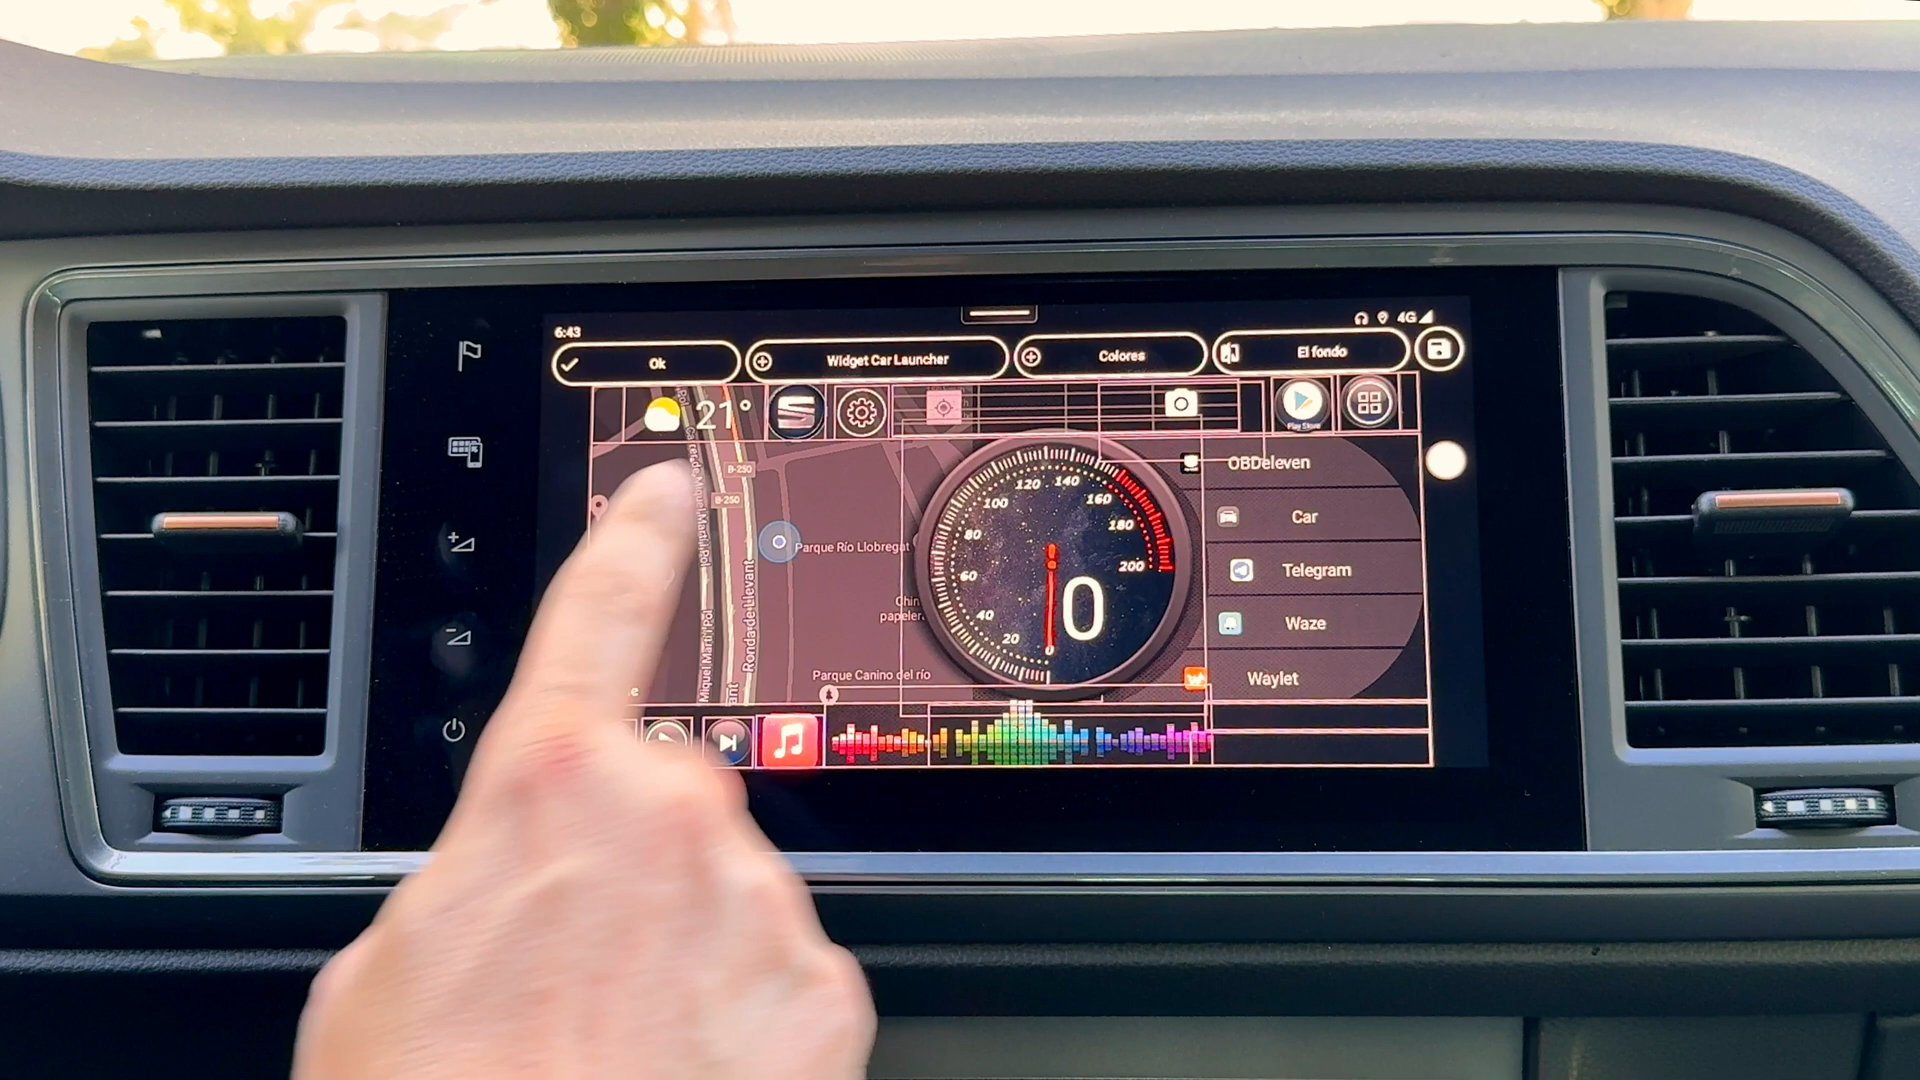 6:43
4G
Ok
Widget Car Launcher
Colores
El fondo
21°
Play Store
B-250
B-250
Parque Río Llobregat
Ronda de Llevant
Miquel Martí i Pol
Parque Canino del río
20
40
60
80
100
120
140
160
180
200
0
0
OBDeleven
Car
Telegram
Waze
Waylet